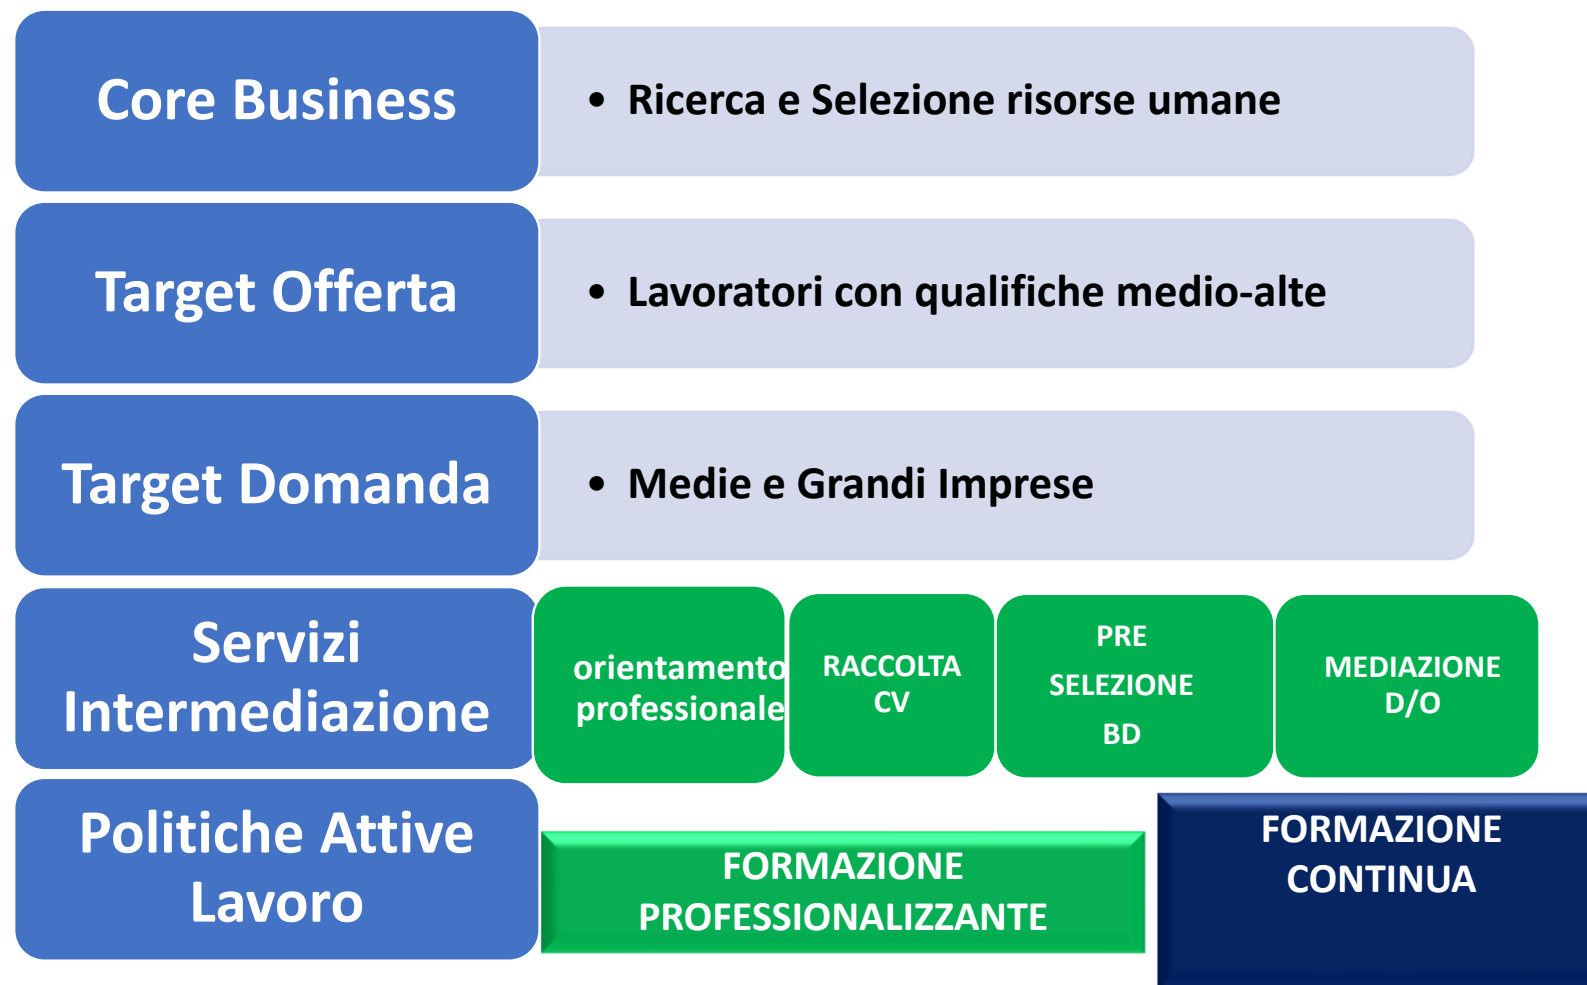 Core Business
• Ricerca e Selezione risorse umane
Target Offerta
• Lavoratori con qualifiche medio-alte
Target Domanda
• Medie e Grandi Imprese
Servizi
Intermediazione
orientamento
professionale
RACCOLTA
CV
PRE
SELEZIONE
BD
MEDIAZIONE
D/O
Politiche Attive
Lavoro
FORMAZIONE
PROFESSIONALIZZANTE
FORMAZIONE
CONTINUA